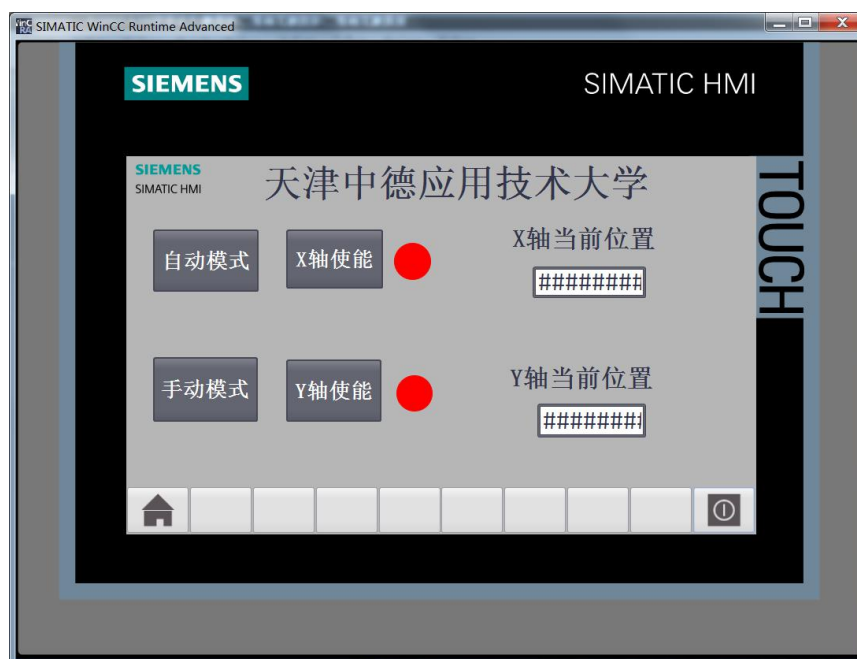 SIMATIC WinCC Runtime Advanced
SIEMENS
SIMATIC HMI
TOUCH
SIEMENS
SIMATIC HMI
天津中德应用技术大学
自动模式
X轴使能
X轴当前位置
########
手动模式
Y轴使能
Y轴当前位置
########